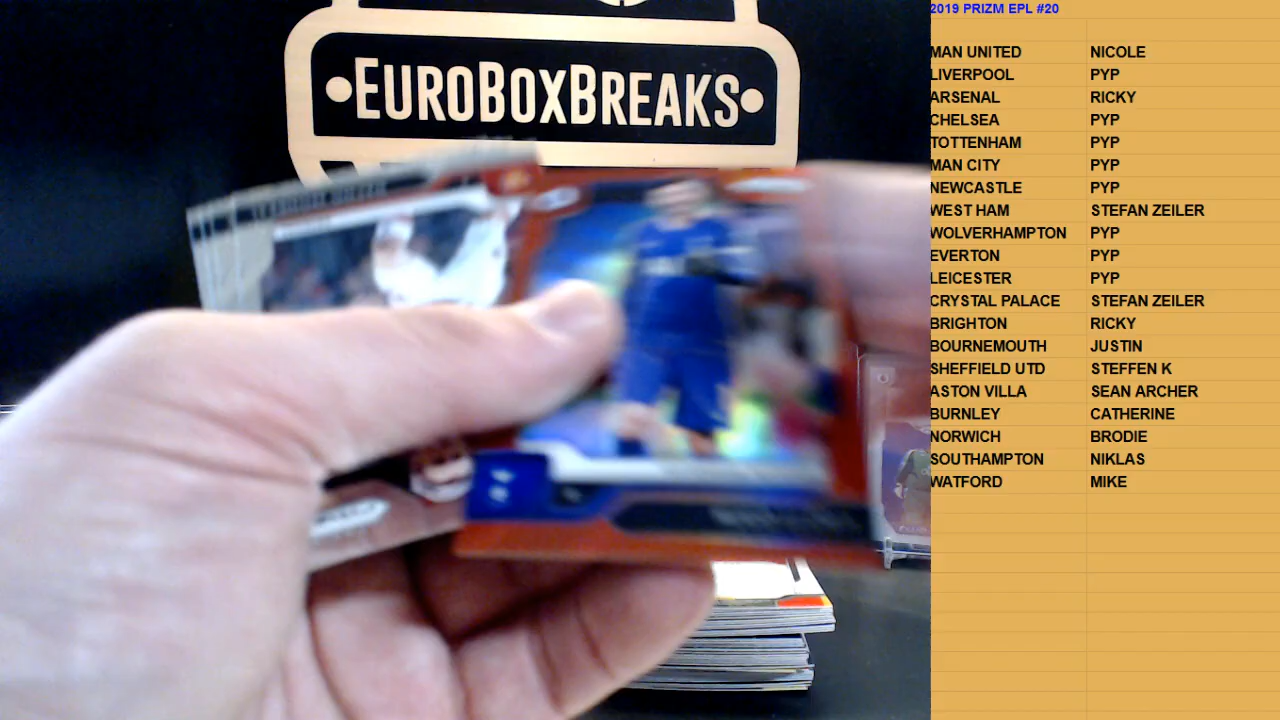 EUROBOXBREAKS
2019 PRIZM EPL #20
MAN UNITED NICOLE
LIVERPOOL PYP
ARSENAL RICKY
CHELSEA PYP
TOTTENHAM PYP
MAN CITY PYP
NEWCASTLE PYP
WEST HAM STEFAN ZEILER
WOLVERHAMPTON PYP
EVERTON PYP
LEICESTER PYP
CRYSTAL PALACE STEFAN ZEILER
BRIGHTON RICKY
BOURNEMOUTH JUSTIN
SHEFFIELD UTD STEFFEN K
ASTON VILLA SEAN ARCHER
BURNLEY CATHERINE
NORWICH BRODIE
SOUTHAMPTON NIKLAS
WATFORD MIKE